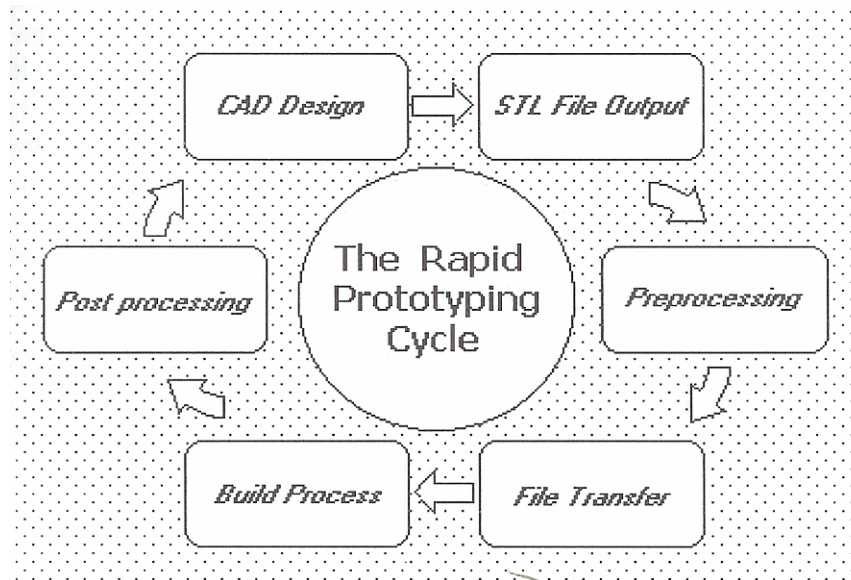 CAD Design
STL File Output
The Rapid
Prototyping
Cycle
Post processing
Preprocessing
Build Process
File Transfer